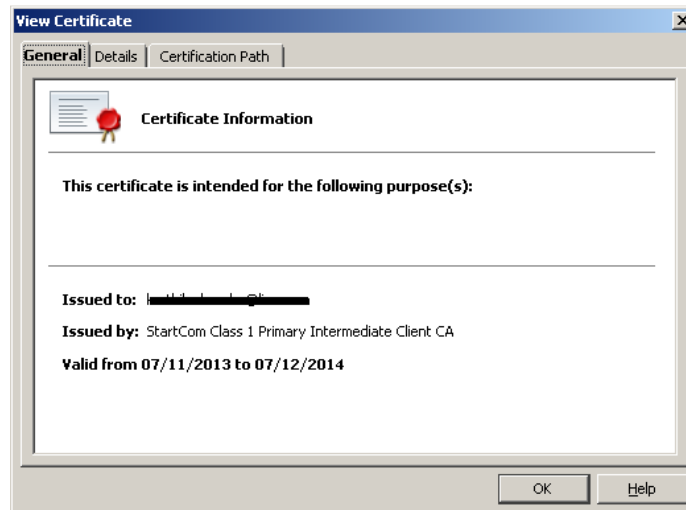 View Certificate
General Details Certification Path
Certificate Information
This certificate is intended for the following purpose(s):
Issued to:
Issued by: StartCom Class 1 Primary Intermediate Client CA
Valid from 07/11/2013 to 07/12/2014
OK Help